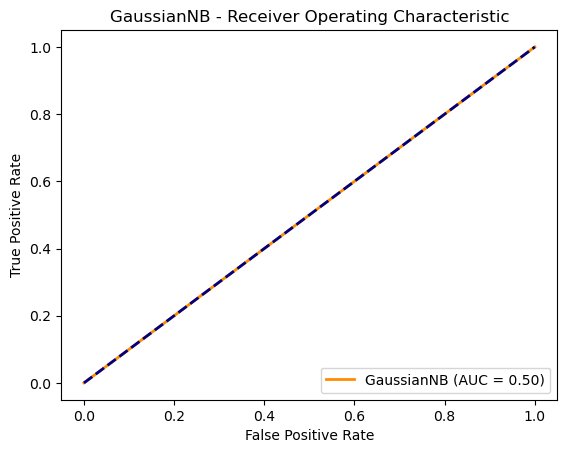 GaussianNB - Receiver Operating Characteristic
True Positive Rate
1.0
0.8
0.6
0.4
0.2
0.0
GaussianNB (AUC = 0.50)
0.0 0.2 0.4 0.6 0.8 1.0
False Positive Rate